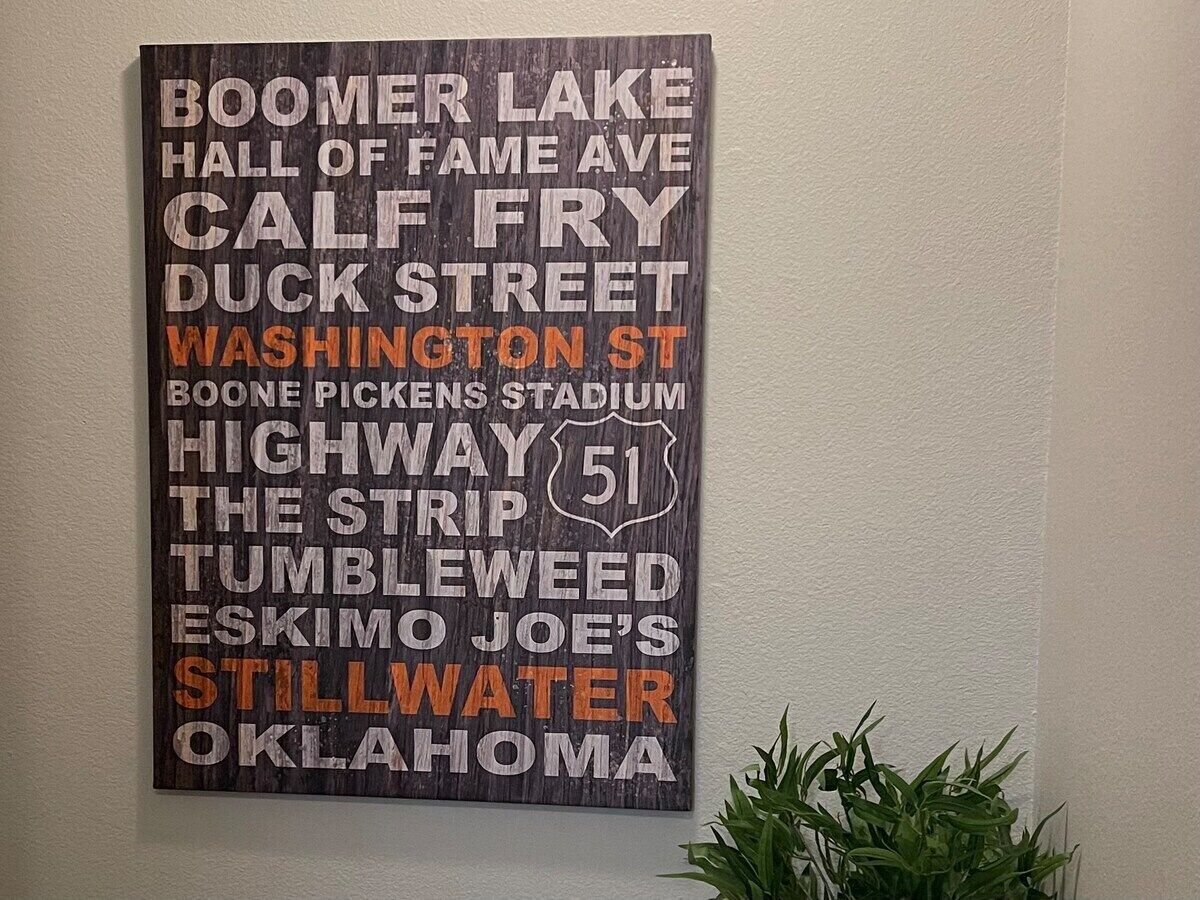 BOOMER LAKE
HALL OF FAME AVE
CALF FRY
DUCK STREET
WASHINGTON ST
BOONE PICKENS STADIUM
HIGHWAY 51
THE STRIP
TUMBLEWEED
ESKIMO JOE'S
STILLWATER
OKLAHOMA